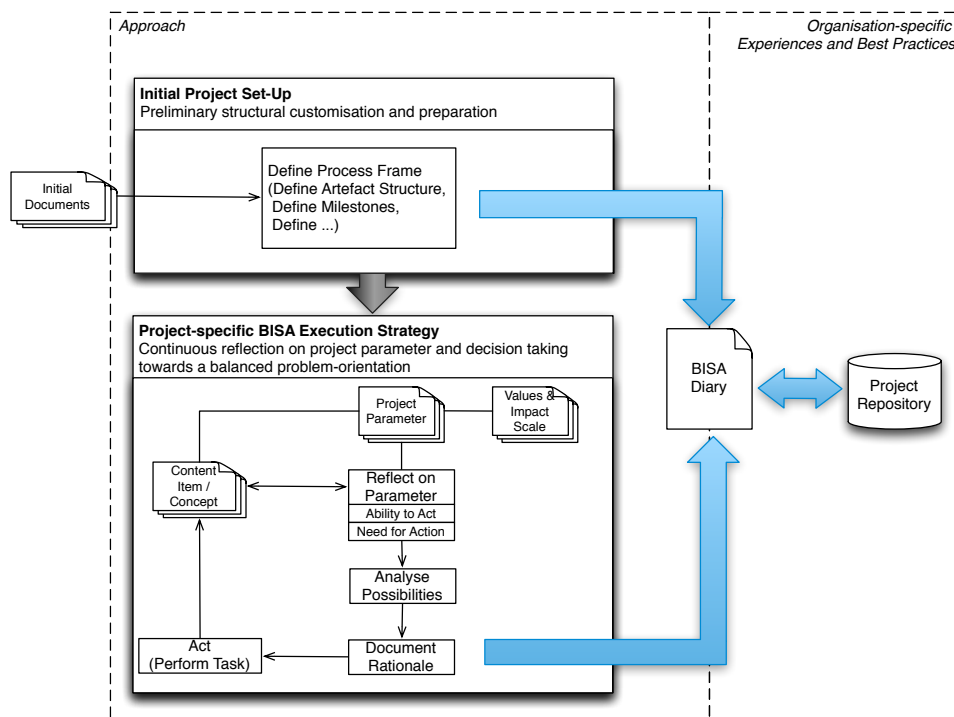 Approach
Organisation-specific
Experiences and Best Practices
Initial Project Set-Up
Preliminary structural customisation and preparation
Initial
Documents
Define Process Frame
(Define Artefact Structure,
Define Milestones,
Define ...)
Project-specific BISA Execution Strategy
Continuous reflection on project parameter and decision taking
towards a balanced problem-orientation
BISA
Diary
Project
Repository
Project
Parameter
Values &
Impact
Scale
Content
Item /
Concept
Reflect on
Parameter
Ability to Act
Need for Action
Analyse
Possibilities
Act
(Perform Task)
Document
Rationale